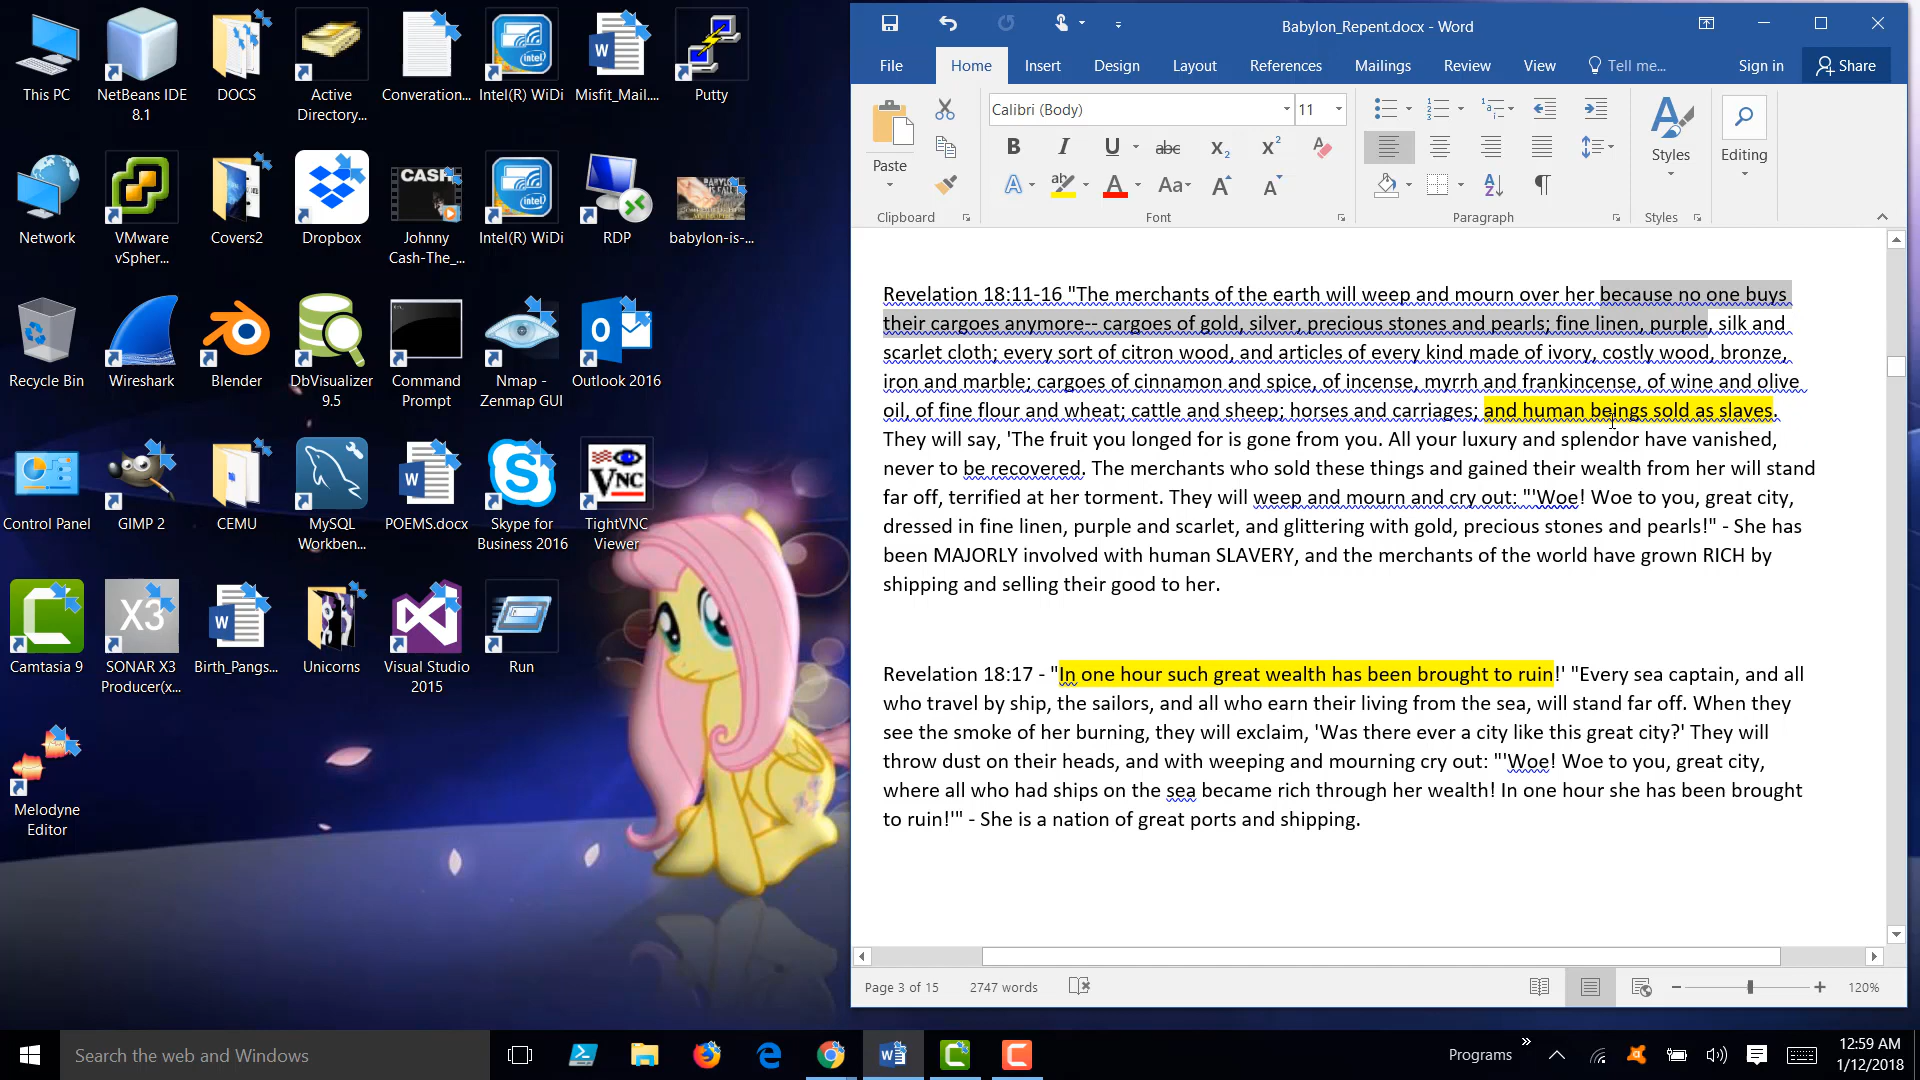 This PC
NetBeans IDE
8.1
DOCS
Active
Directory...
Converation...
Intel(R) WiDi
Misfit_Mail....
Putty
Network
VMware
vSpher...
Covers2
Dropbox
CASH
Johnny
Cash-The_...
Intel(R) WiDi
RDP
babylon-is-...
Recycle Bin
Wireshark
Blender
DbVisualizer
9.5
Command
Prompt
Nmap -
Zenmap GUI
Outlook 2016
Control Panel
GIMP 2
CEMU
MySQL
Workben...
POEMS.docx
Skype for
Business 2016
VNC
TightVNC
Viewer
Camtasia 9
X3
SONAR X3
Producer(x...
Birth_Pangs...
Unicorns
Visual Studio
2015
Run
Melodyne
Editor
Babylon_Repent.docx - Word
File
Home
Insert
Design
Layout
References
Mailings
Review
View
Tell me...
Sign in
Share
Paste
Calibri (Body)
11
Styles
Editing
Clipboard
Font
Paragraph
Styles
Revelation 18:11-16 "The merchants of the earth will weep and mourn over her because no one buys
their cargoes anymore-- cargoes of gold, silver, precious stones and pearls; fine linen, purple, silk and
scarlet cloth; every sort of citron wood, and articles of every kind made of ivory, costly wood, bronze,
iron and marble; cargoes of cinnamon and spice, of incense, myrrh and frankincense, of wine and olive
oil, of fine flour and wheat; cattle and sheep; horses and carriages; and human beings sold as slaves.
They will say, 'The fruit you longed for is gone from you. All your luxury and splendor have vanished,
never to be recovered. The merchants who sold these things and gained their wealth from her will stand
far off, terrified at her torment. They will weep and mourn and cry out: "'Woe! Woe to you, great city,
dressed in fine linen, purple and scarlet, and glittering with gold, precious stones and pearls!" - She has
been MAJORLY involved with human SLAVERY, and the merchants of the world have grown RICH by
shipping and selling their good to her.
Revelation 18:17 - "In one hour such great wealth has been brought to ruin!' "Every sea captain, and all
who travel by ship, the sailors, and all who earn their living from the sea, will stand far off. When they
see the smoke of her burning, they will exclaim, 'Was there ever a city like this great city?' They will
throw dust on their heads, and with weeping and mourning cry out: "'Woe! Woe to you, great city,
where all who had ships on the sea became rich through her wealth! In one hour she has been brought
to ruin!'" - She is a nation of great ports and shipping.
Page 3 of 15
2747 words
120%
Search the web and Windows
Programs
12:59 AM
1/12/2018